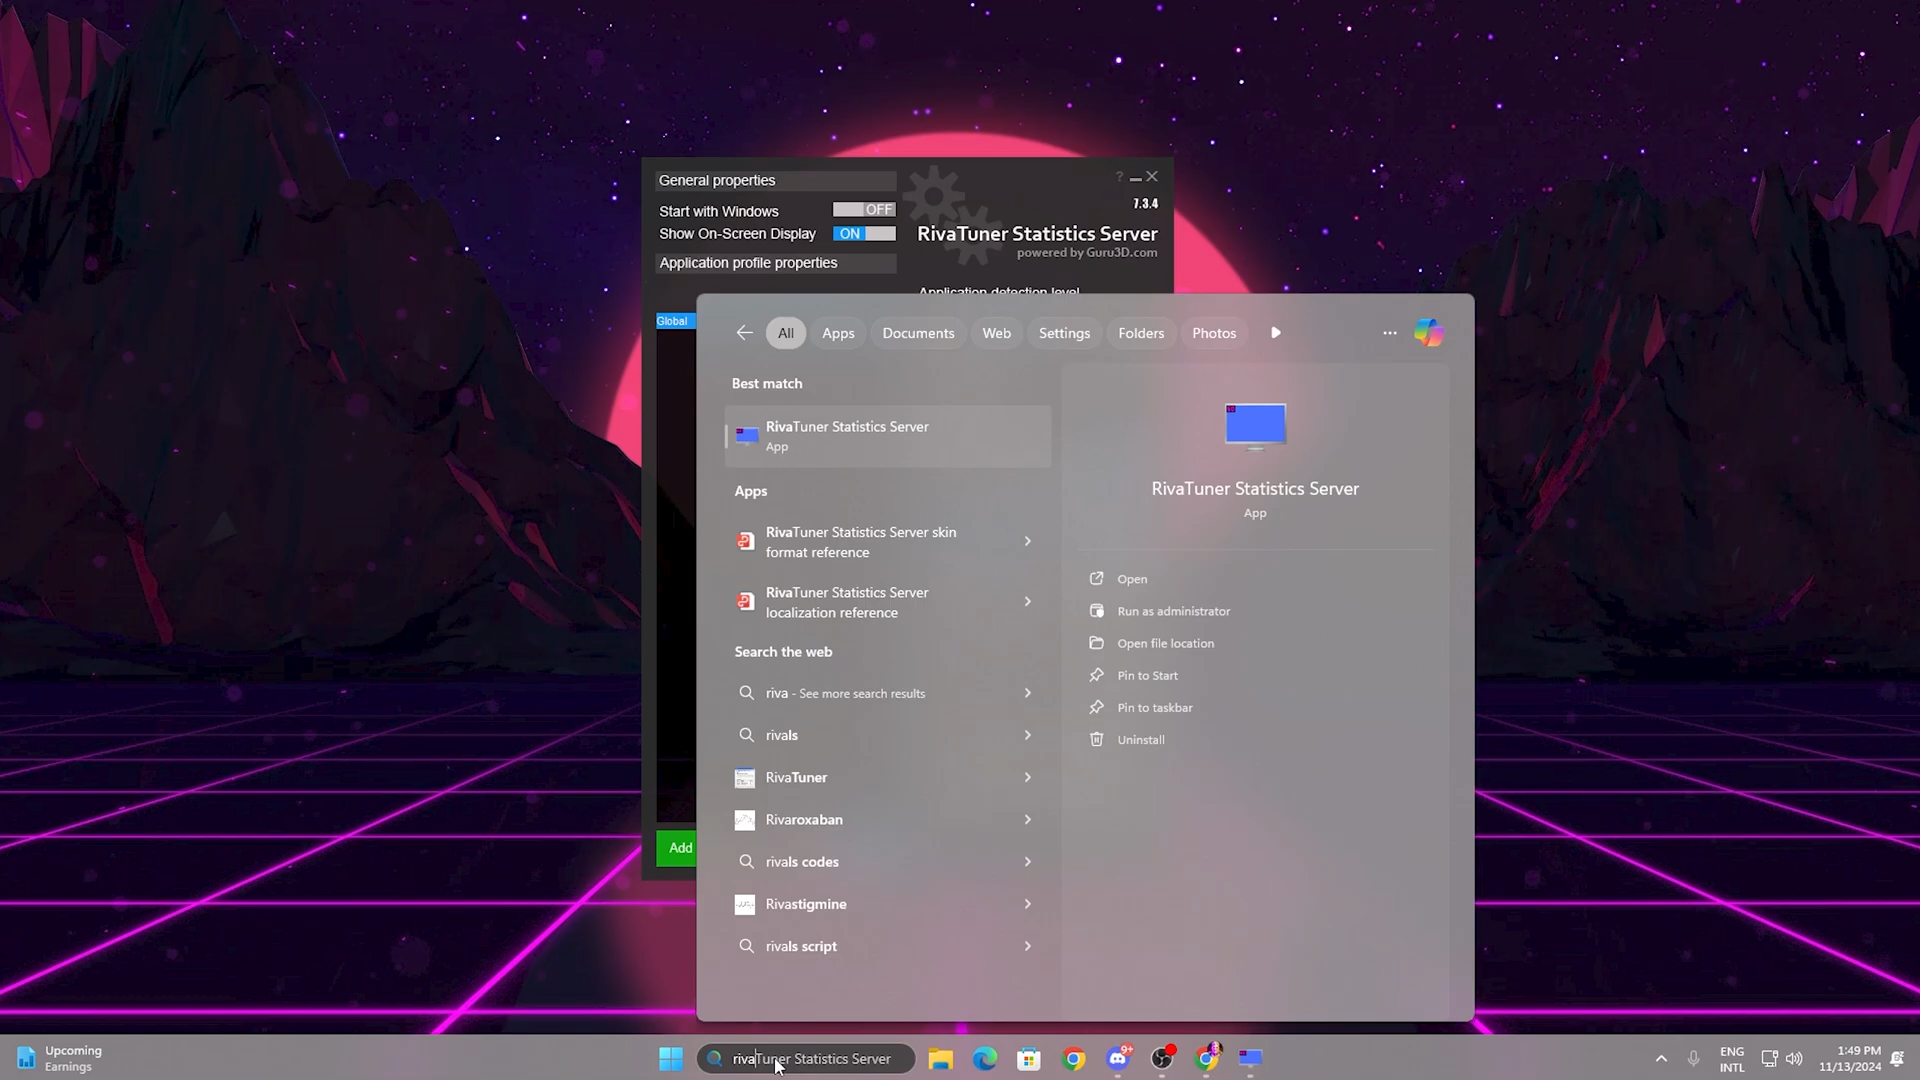 General properties
?
7.3.4
Start with Windows
OFF
Show On-Screen Display
ON
RivaTuner Statistics Server
powered by Guru3D.com
Application profile properties
Application detection level
Global
Add
All
Apps
Documents
Web
Settings
Folders
Photos
Best match
RivaTuner Statistics Server
App
Apps
RivaTuner Statistics Server skin
format reference
RivaTuner Statistics Server
localization reference
Search the web
riva - See more search results
rivals
RivaTuner
Rivaroxaban
rivals codes
Rivastigmine
rivals script
RivaTuner Statistics Server
App
Open
Run as administrator
Open file location
Pin to Start
Pin to taskbar
Uninstall
Upcoming
Earnings
rivaTuner Statistics Server
9+
ENG
INTL
1:49 PM
11/13/2024